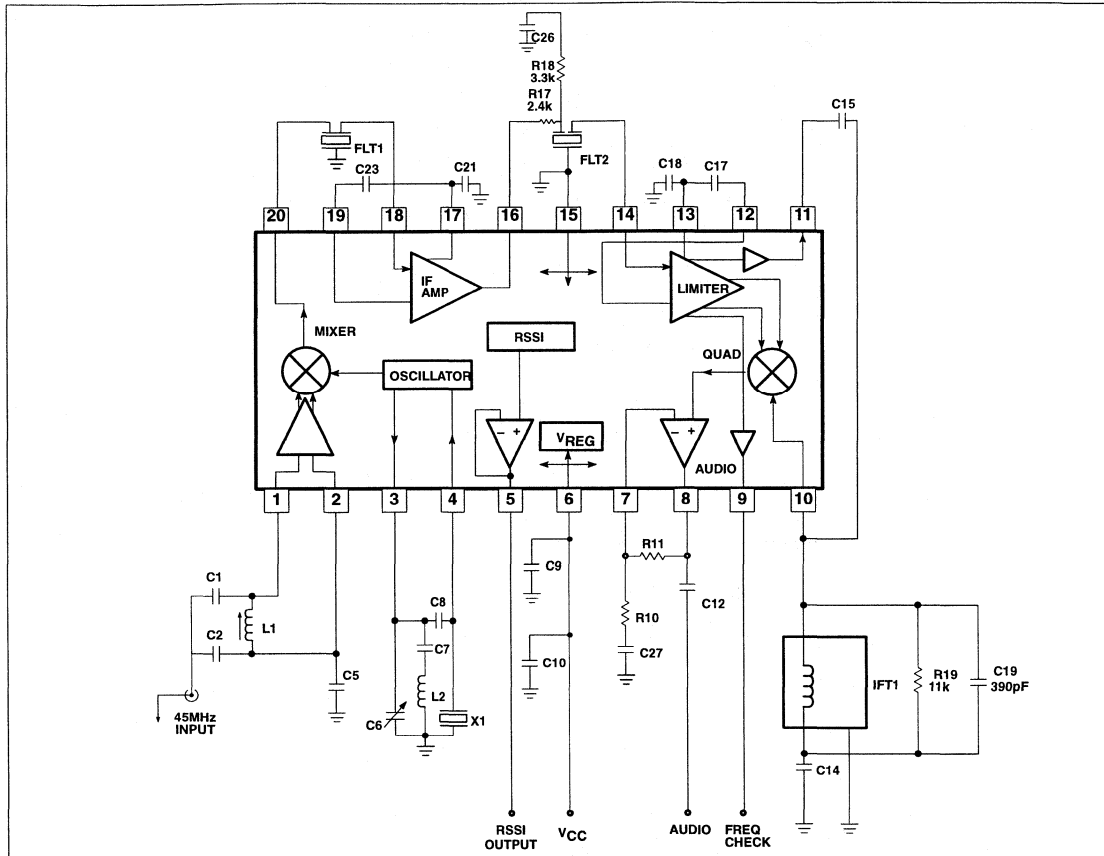 C26
R18
3.3k
R17
2.4k
C15
FLT1
FLT2
C23
C21
C18
C17
20
19
18
17
16
15
14
13
12
11
IF
AMP
LIMITER
MIXER
RSSI
QUAD
OSCILLATOR
VREG
AUDIO
1
2
3
4
5
6
7
8
9
10
C1
L1
C2
C5
45MHz
INPUT
C8
C7
L2
C6
X1
C9
C10
R11
R10
C27
C12
IFT1
R19
11k
C19
390pF
C14
RSSI
OUTPUT
VCC
AUDIO
FREQ
CHECK